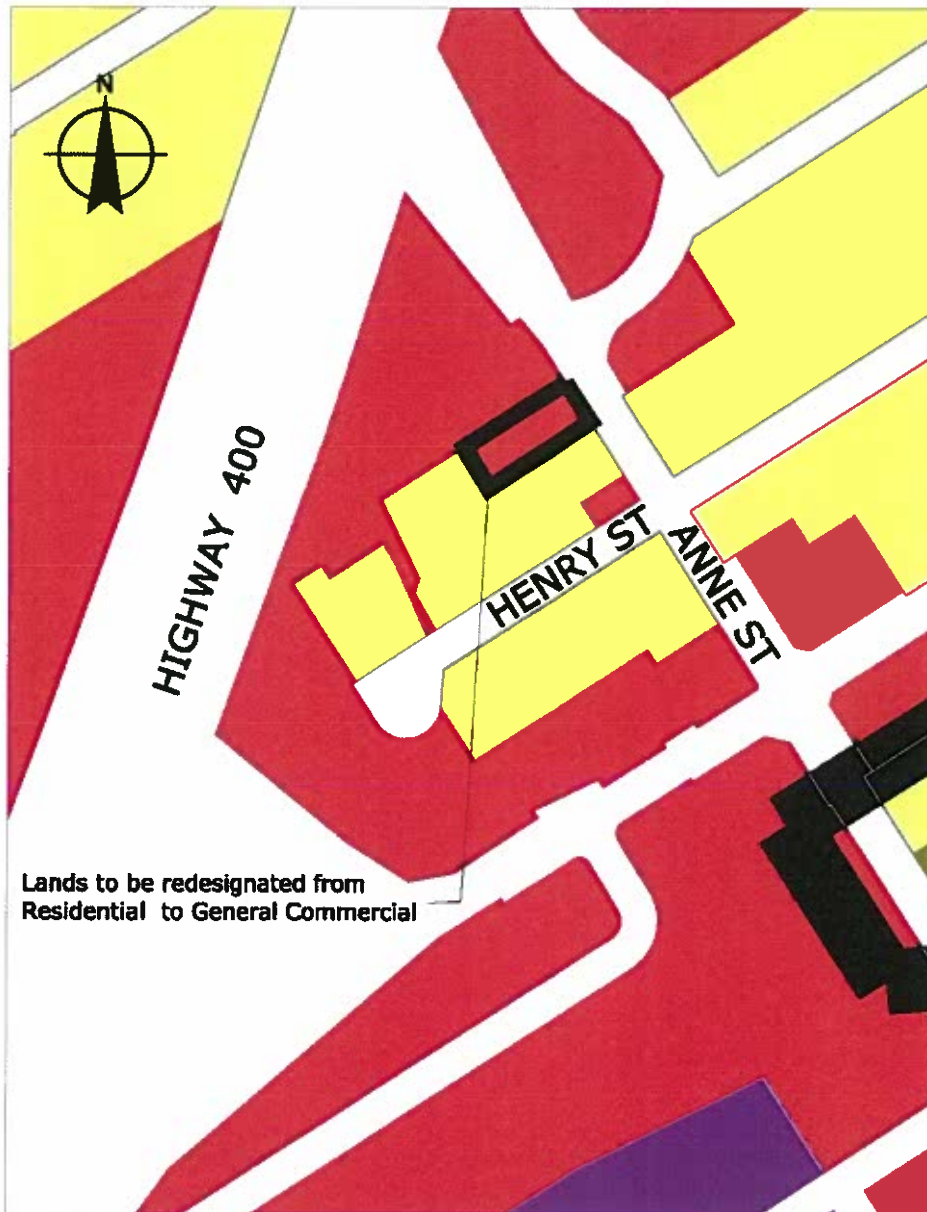 N
HIGHWAY 400
HENRY ST
ANNE ST
Lands to be redesignated from
Residential to General Commercial